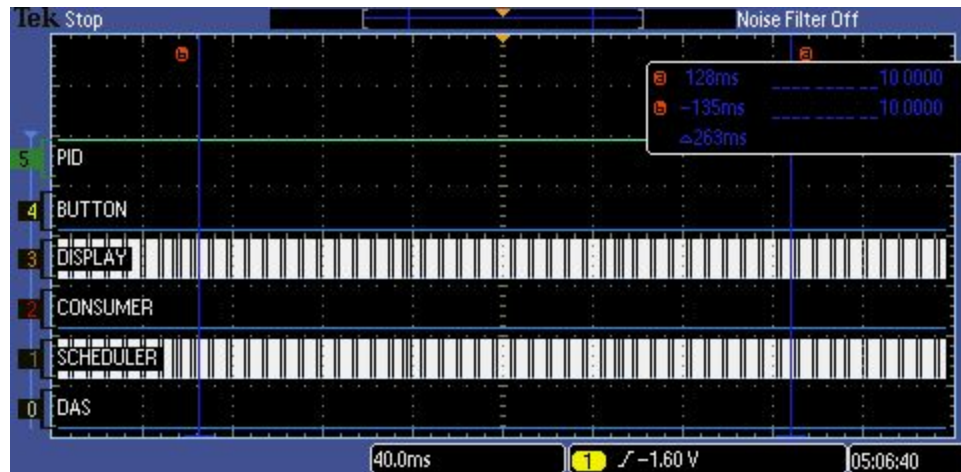 Tek Stop Noise Filter Off
a 128ms 10 0000
b -135ms 10 0000
△263ms
b
a
5 PID
4 BUTTON
3 DISPLAY
2 CONSUMER
1 SCHEDULER
0 DAS
40.0ms 1 ∫ -1.60 V 05:06:40